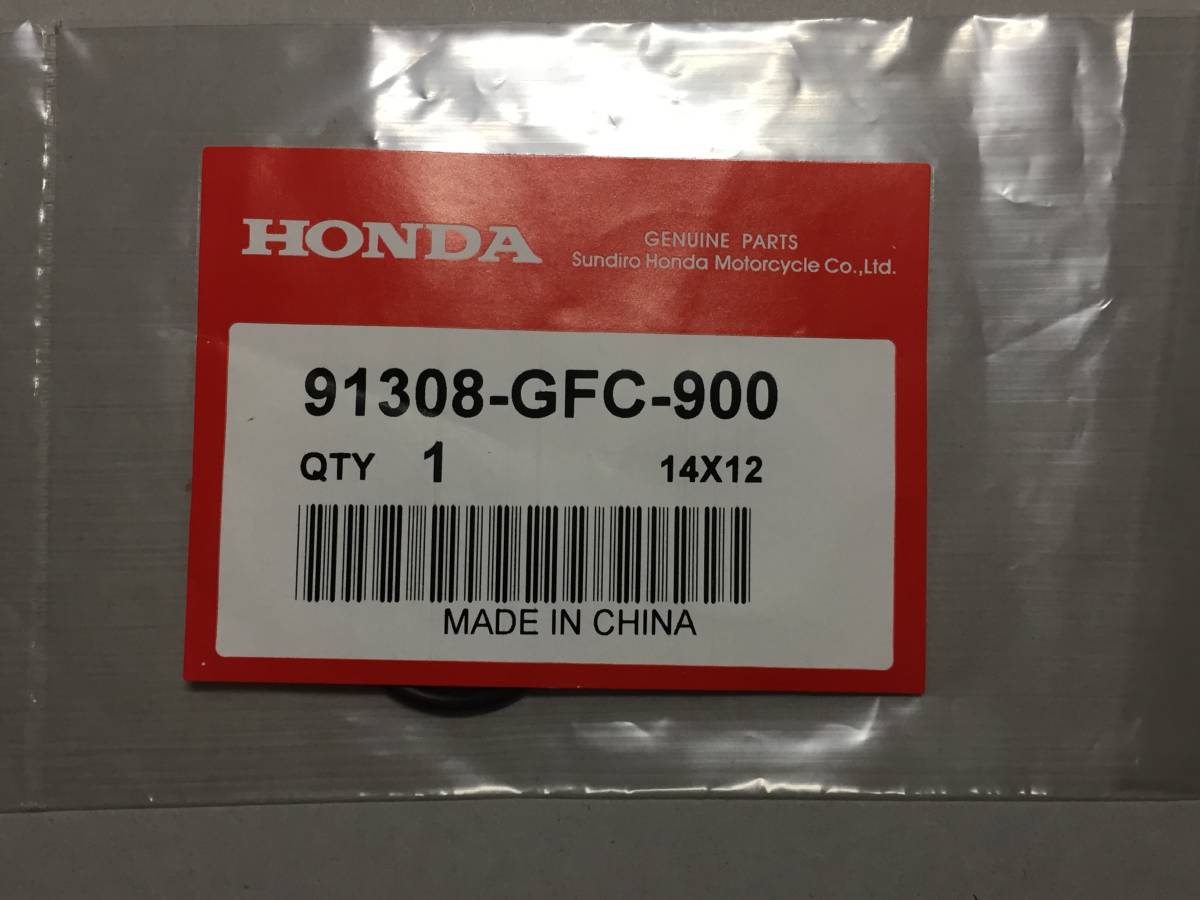 HONDA
GENUINE PARTS
Sundiro Honda Motorcycle Co.,Ltd.
91308-GFC-900
QTY 1 14X12
MADE IN CHINA